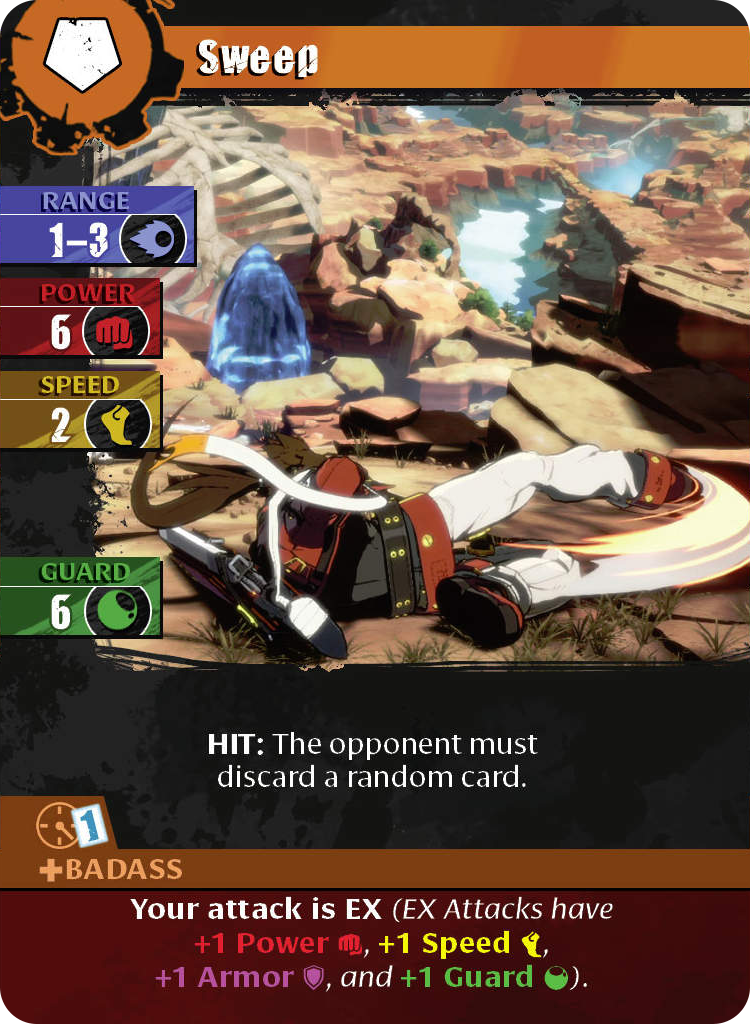 Sweep
RANGE
1–3
POWER
6
SPEED
2
GUARD
6
HIT: The opponent must
discard a random card.
1
+BADASS
Your attack is EX (EX Attacks have
+1 Power, +1 Speed,
+1 Armor, and +1 Guard).